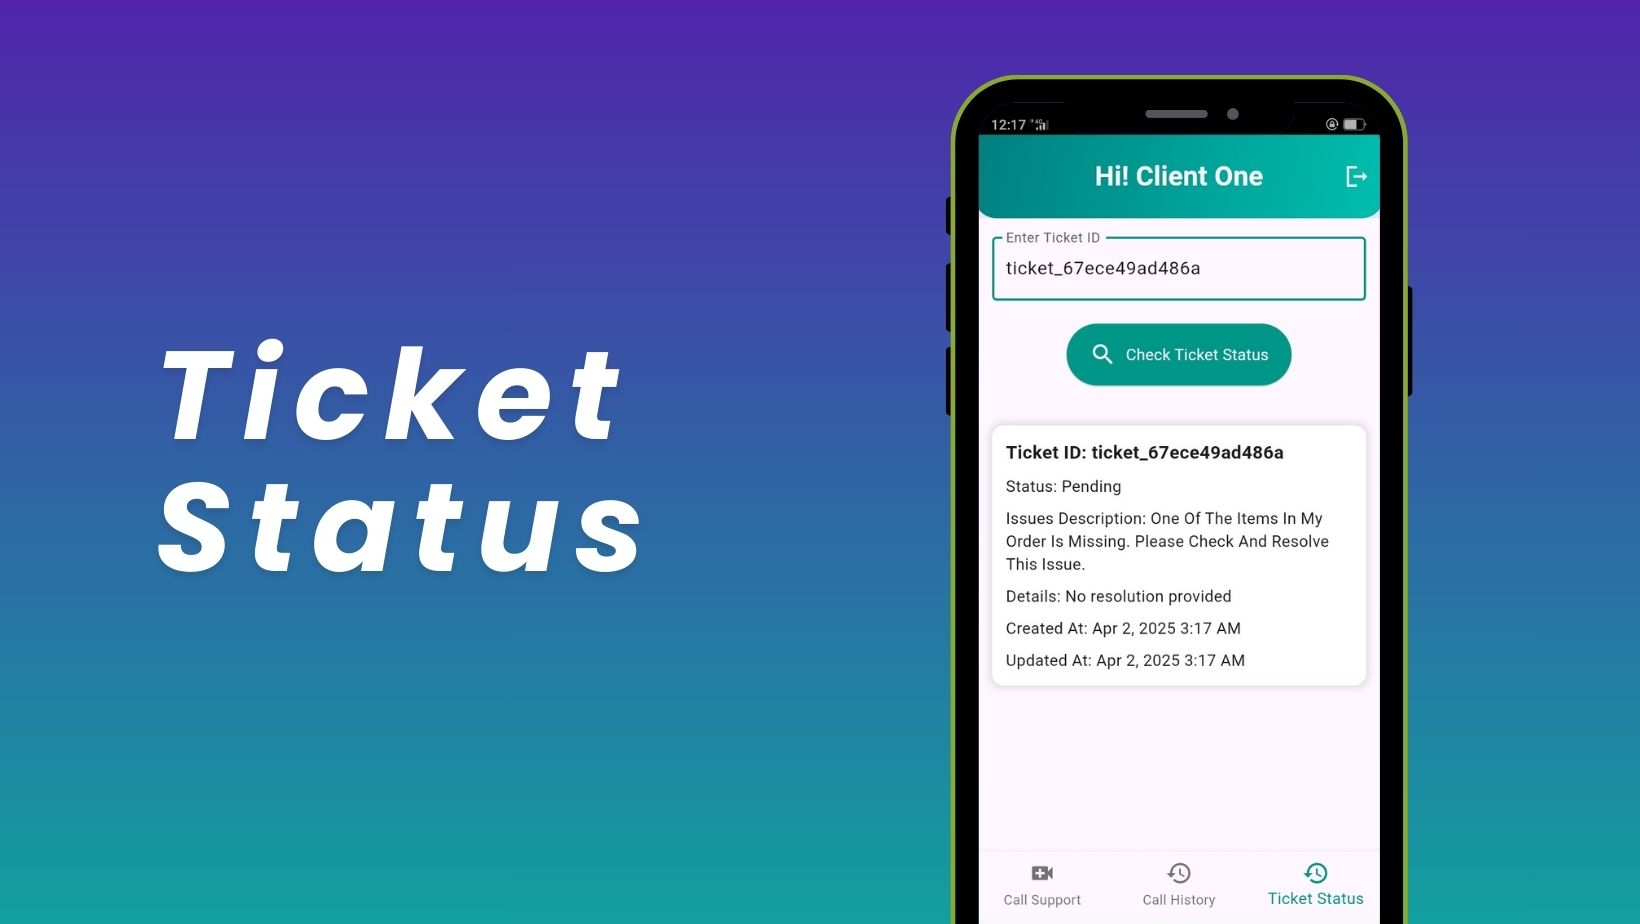 Ticket
Status
12:17 4G
Hi! Client One
Enter Ticket ID
ticket_67ece49ad486a
Check Ticket Status
Ticket ID: ticket_67ece49ad486a
Status: Pending
Issues Description: One Of The Items In My
Order Is Missing. Please Check And Resolve
This Issue.
Details: No resolution provided
Created At: Apr 2, 2025 3:17 AM
Updated At: Apr 2, 2025 3:17 AM
Call Support
Call History
Ticket Status